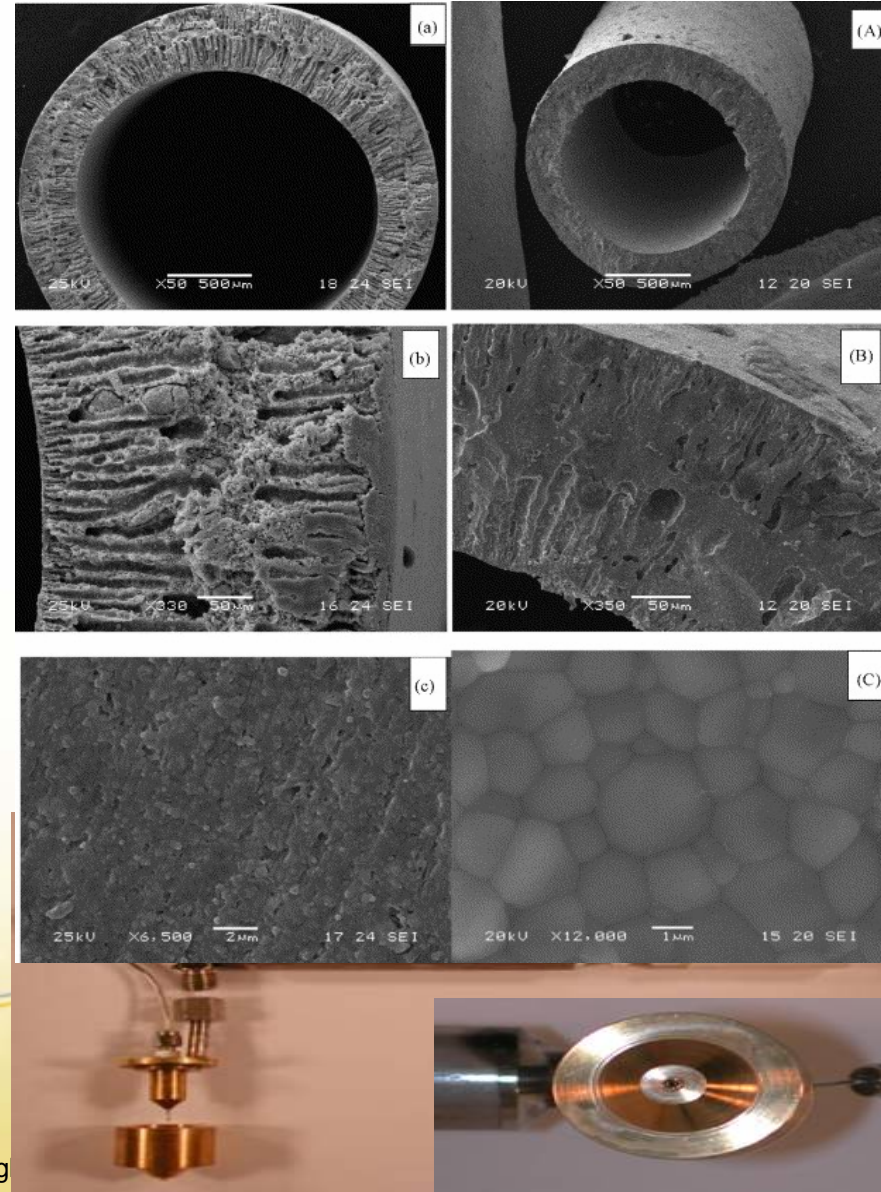 (a)
25kV X50 500µm 18 24 SEI
(A)
20kV X50 500µm 12 20 SEI
(b)
25kV X330 50µm 16 24 SEI
(B)
20kV X350 50µm 12 20 SEI
(c)
25kV X6,500 2µm 17 24 SEI
(C)
20kV X12,000 1µm 15 20 SEI